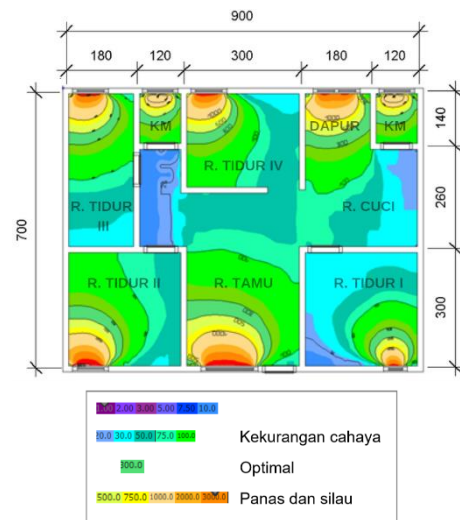 900
180 120 300 180 120
KM DAPUR KM
140
R. TIDUR IV
700
R. TIDUR
III
R. CUCI
260
R. TIDUR II R. TAMU R. TIDUR I
300
2.00 3.00 5.00 7.50 10.0
20.0 30.0 50.0 75.0 100.0 Kekurangan cahaya
300.0 Optimal
500.0 750.0 1000.0 2000.0 3000.0 Panas dan silau